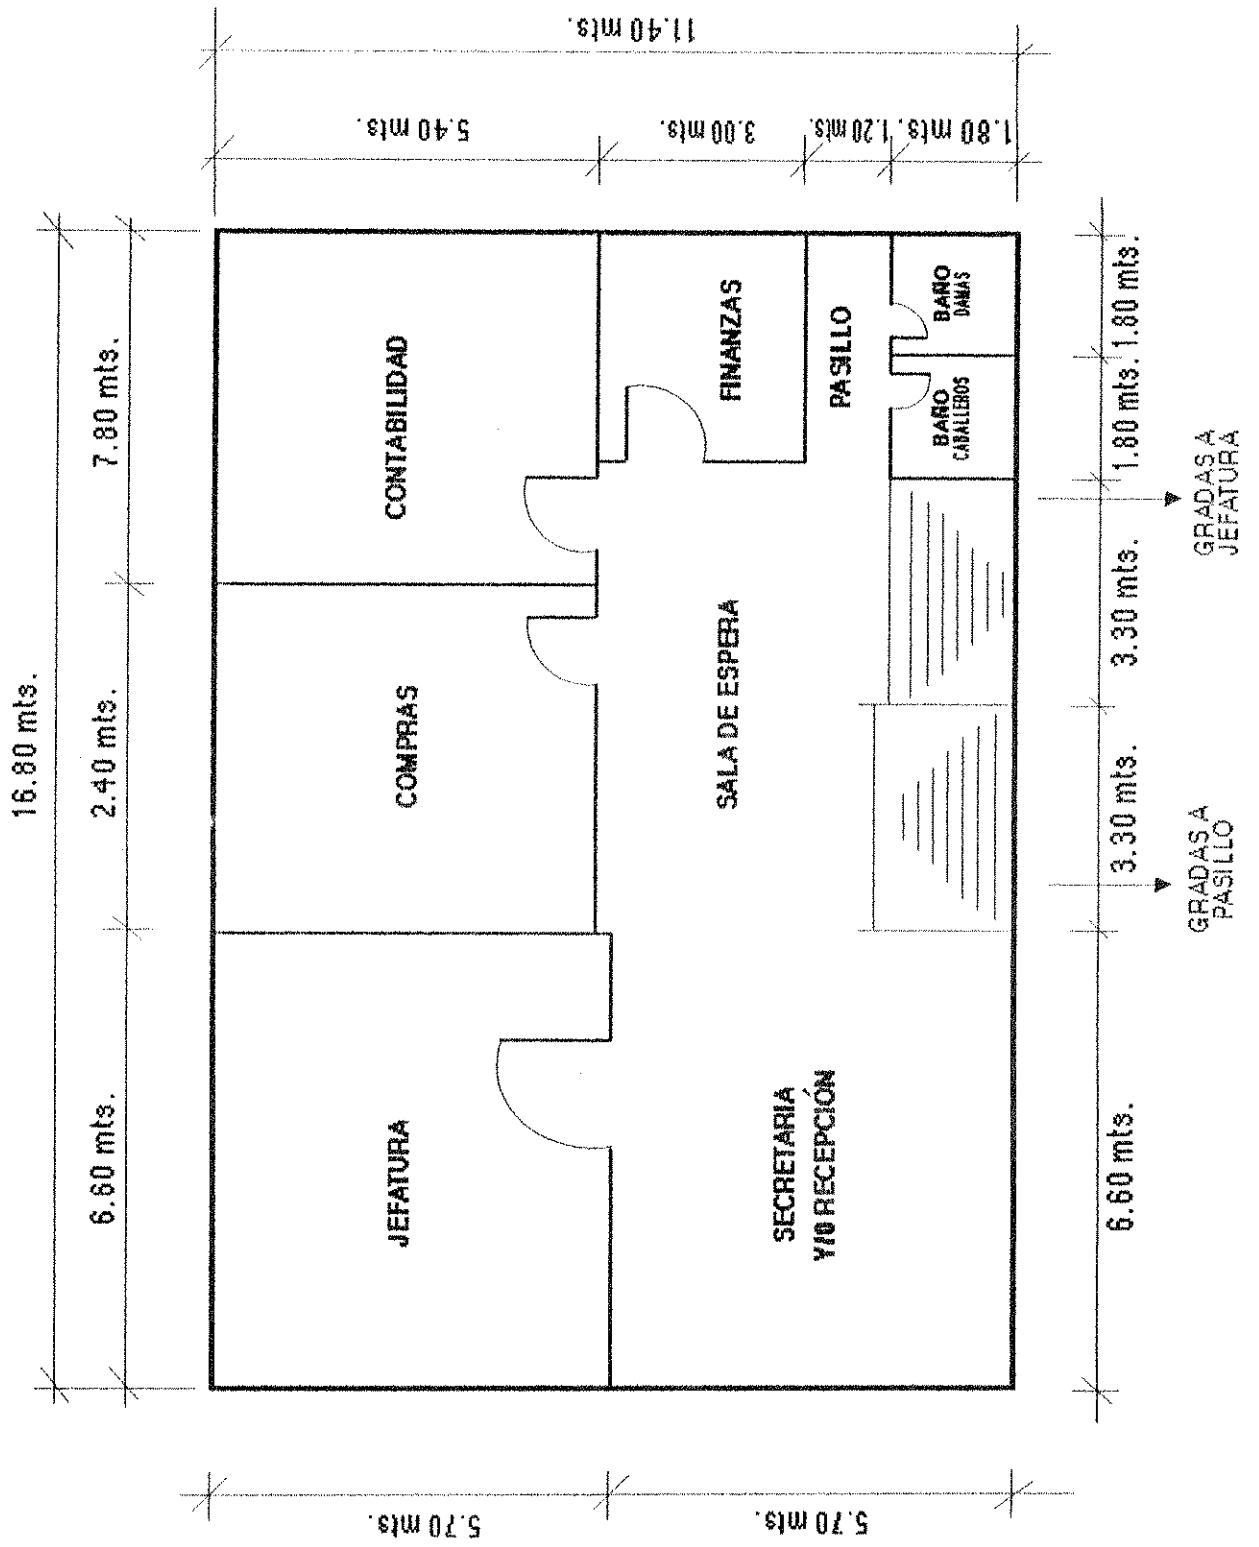 16.80 mts.
6.60 mts.
2.40 mts.
7.80 mts.
5.70 mts.
5.70 mts.
11.40 mts.
5.40 mts.
3.00 mts.
1.20 mts.
1.80 mts.
JEFATURA
COMPRAS
CONTABILIDAD
SECRETARIA
Y/O RECEPCIÓN
SALA DE ESPERA
FINANZAS
PASILLO
BAÑO
CABALLEROS
BAÑO
DAMAS
6.60 mts.
3.30 mts.
3.30 mts.
1.80 mts.
1.80 mts.
GRADAS A
PASILLO
GRADAS A
JEFATURA